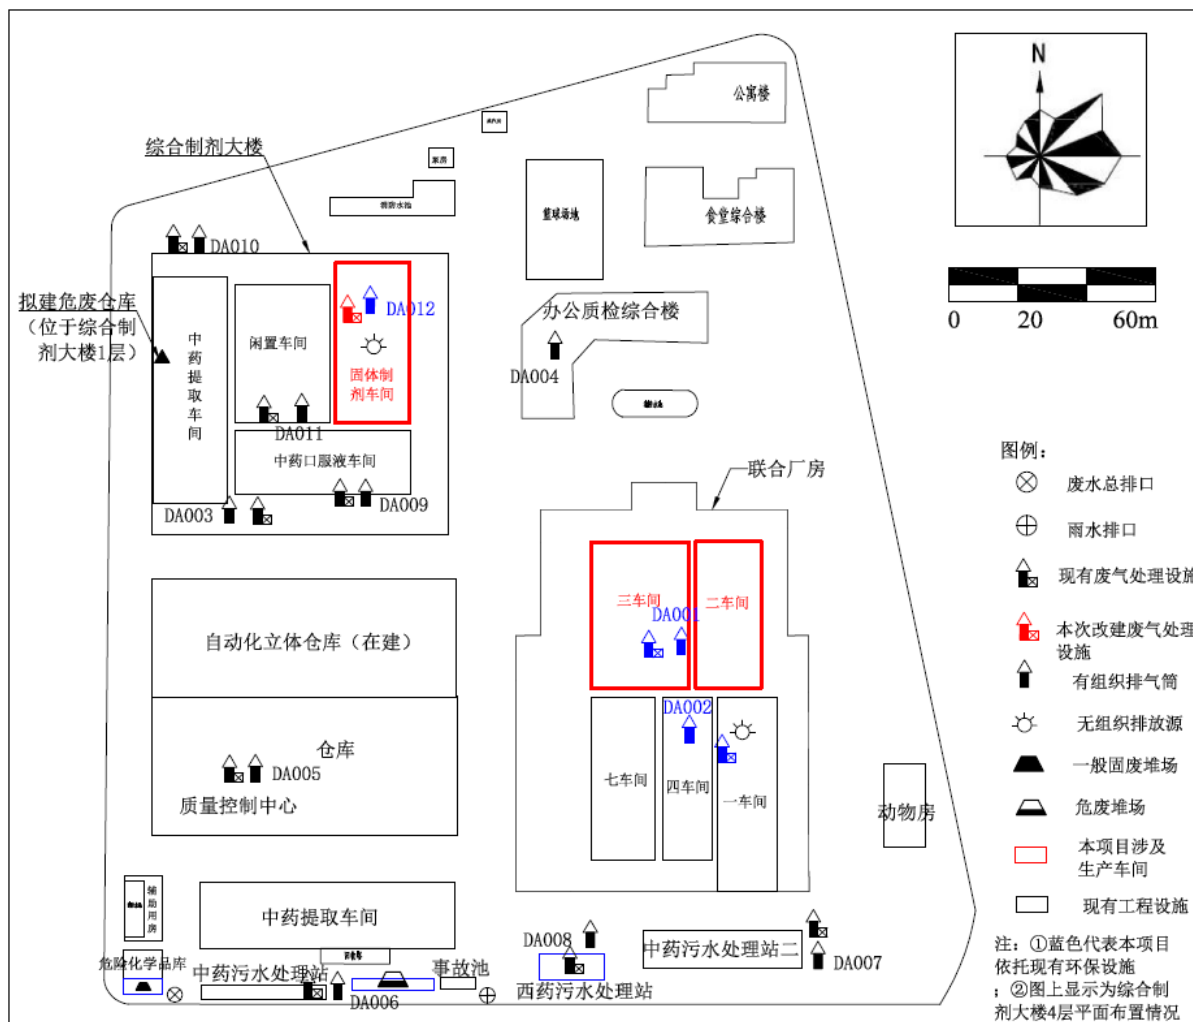 公寓楼
N
综合制剂大楼
泵房
消防水池
篮球场地
食堂综合楼
DA010
拟建危废仓库
（位于综合制
剂大楼1层）
DA012
0 20 60m
办公质检综合楼
中药提取车间
闲置车间
固体制
剂车间
DA004
DA011
中药口服液车间
DA003
DA009
联合厂房
图例：
废水总排口
雨水排口
现有废气处理设施
本次改建废气处理
设施
有组织排气筒
无组织排放源
一般固废堆场
危废堆场
本项目涉及
生产车间
现有工程设施
注：①蓝色代表本项目
依托现有环保设施
；②图上显示为综合制
剂大楼4层平面布置情况
三车间
二车间
DA001
自动化立体仓库（在建）
DA002
仓库
DA005
质量控制中心
七车间
四车间
一车间
动物房
辅助用房
中药提取车间
危险化学品库
中药污水处理站
事故池
DA006
DA008
西药污水处理站
中药污水处理站二
DA007